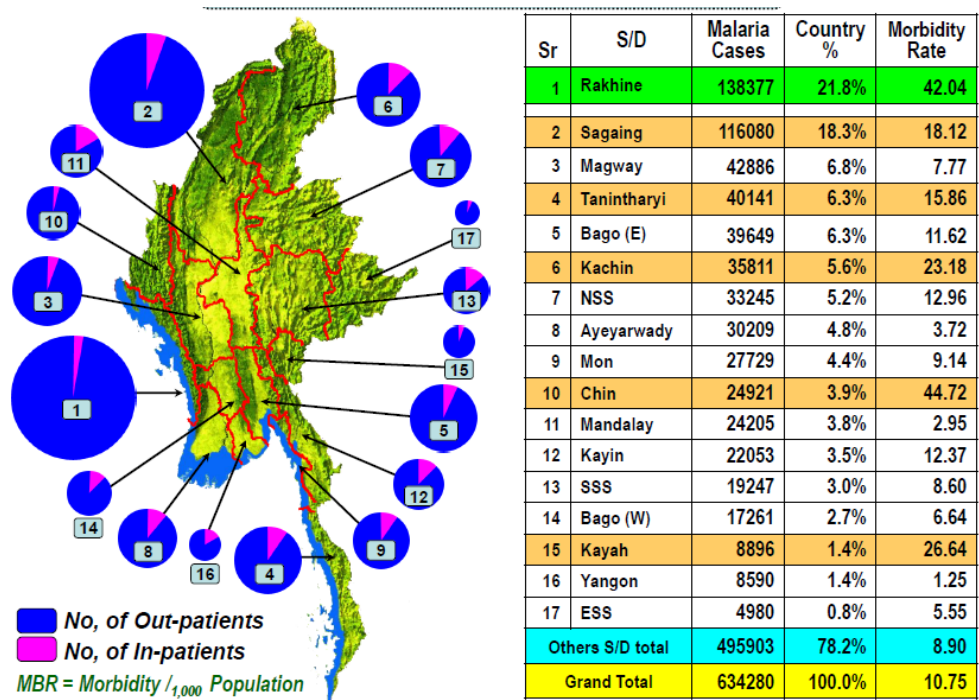 2
6
11
7
10
17
3
13
15
1
5
12
14
8
9
16
4
No, of Out-patients
No, of In-patients
MBR = Morbidity /1,000 Population
Sr S/D Malaria Cases Country % Morbidity Rate
1 Rakhine 138377 21.8% 42.04
2 Sagaing 116080 18.3% 18.12
3 Magway 42886 6.8% 7.77
4 Tanintharyi 40141 6.3% 15.86
5 Bago (E) 39649 6.3% 11.62
6 Kachin 35811 5.6% 23.18
7 NSS 33245 5.2% 12.96
8 Ayeyarwady 30209 4.8% 3.72
9 Mon 27729 4.4% 9.14
10 Chin 24921 3.9% 44.72
11 Mandalay 24205 3.8% 2.95
12 Kayin 22053 3.5% 12.37
13 SSS 19247 3.0% 8.60
14 Bago (W) 17261 2.7% 6.64
15 Kayah 8896 1.4% 26.64
16 Yangon 8590 1.4% 1.25
17 ESS 4980 0.8% 5.55
Others S/D total 495903 78.2% 8.90
Grand Total 634280 100.0% 10.75